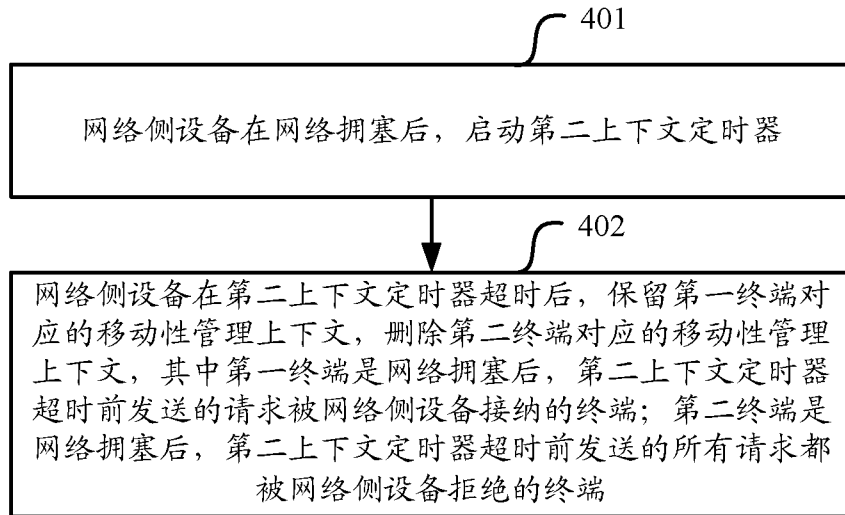 401
网络侧设备在网络拥塞后，启动第二上下文定时器
402
网络侧设备在第二上下文定时器超时后，保留第一终端对
应的移动性管理上下文，删除第二终端对应的移动性管理
上下文，其中第一终端是网络拥塞后，第二上下文定时器
超时前发送的请求被网络侧设备接纳的终端；第二终端是
网络拥塞后，第二上下文定时器超时前发送的所有请求都
被网络侧设备拒绝的终端